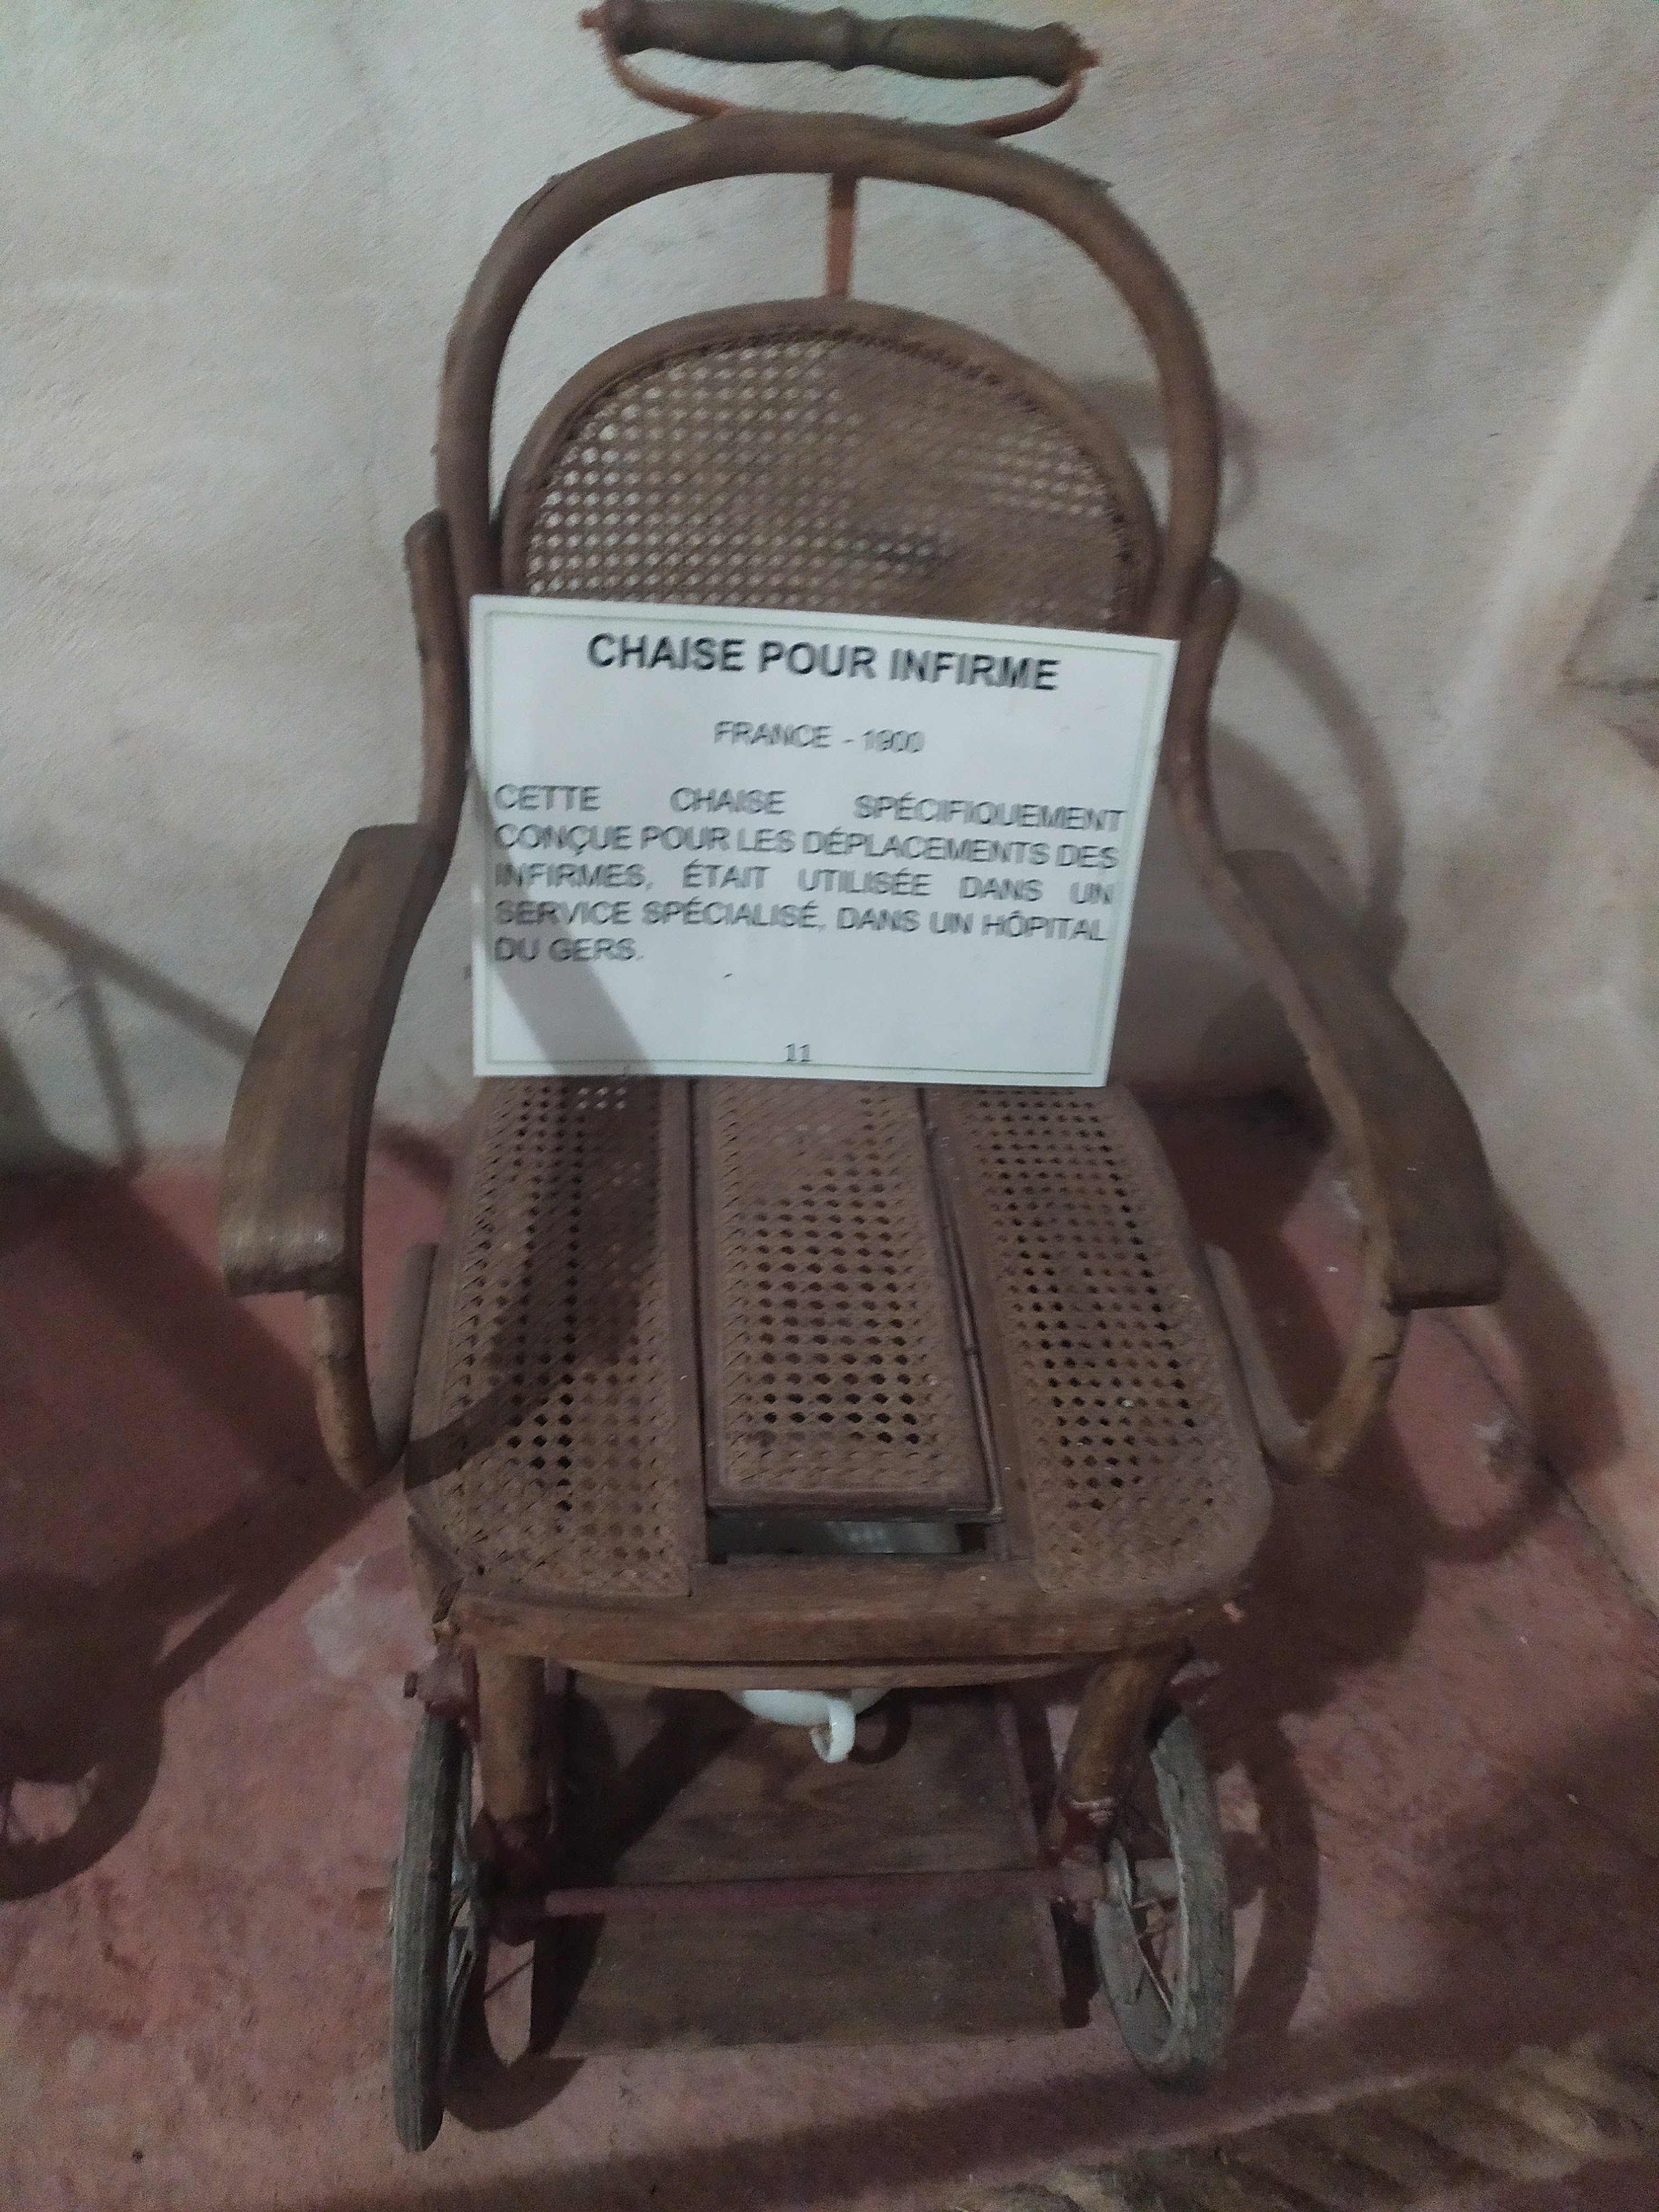 CHAISE POUR INFIRME
FRANCE - 1900
CETTE CHAISE SPÉCIFIQUEMENT
CONÇUE POUR LES DÉPLACEMENTS DES
INFIRMES, ÉTAIT UTILISÉE DANS UN
SERVICE SPÉCIALISÉ, DANS UN HÔPITAL
DU GERS.
11